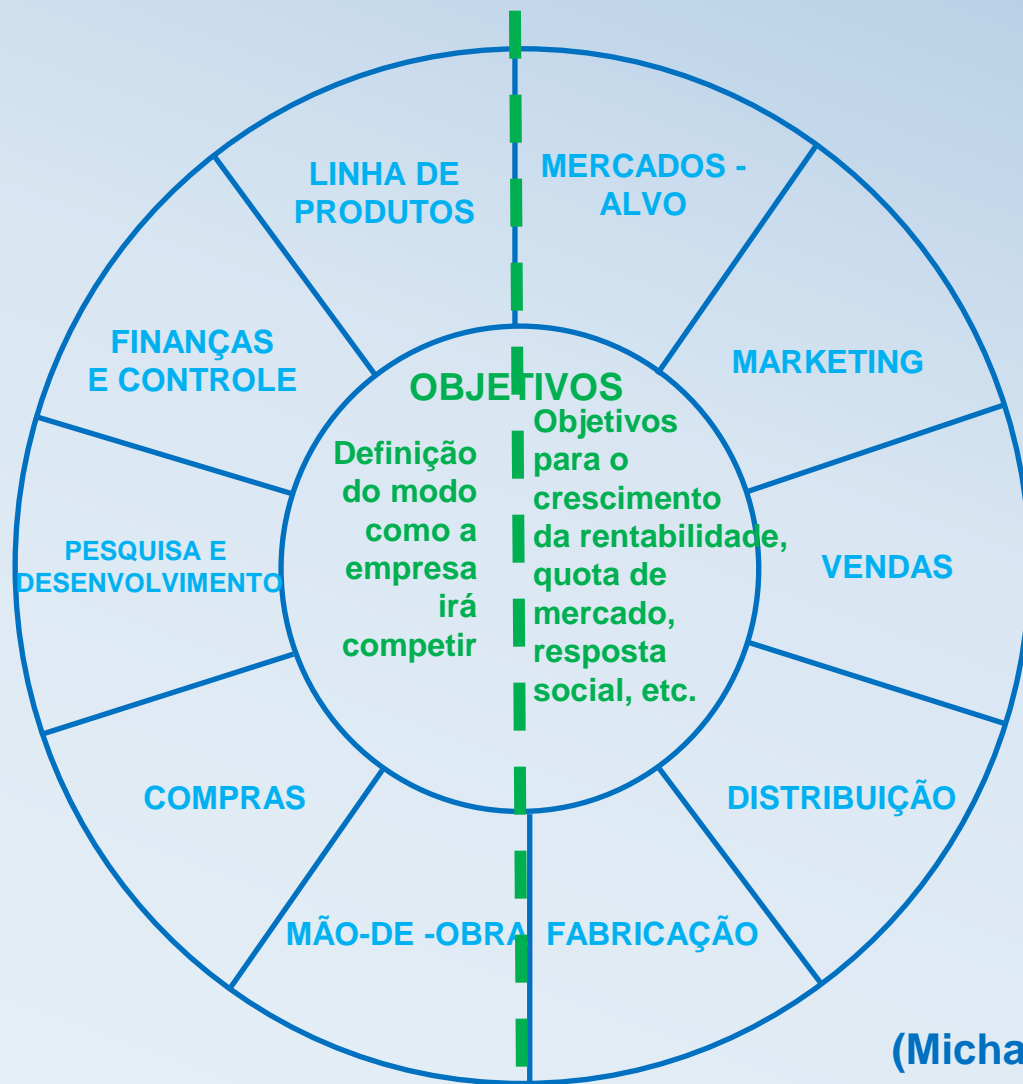 LINHA DE
PRODUTOS
MERCADOS -
ALVO
FINANÇAS
E CONTROLE
MARKETING
OBJETIVOS
Definição
do modo
como a
empresa
irá
competir
Objetivos
para o
crescimento
da rentabilidade,
quota de
mercado,
resposta
social, etc.
PESQUISA E
DESENVOLVIMENTO
VENDAS
COMPRAS
DISTRIBUIÇÃO
MÃO-DE -OBRA
FABRICAÇÃO
(Micha